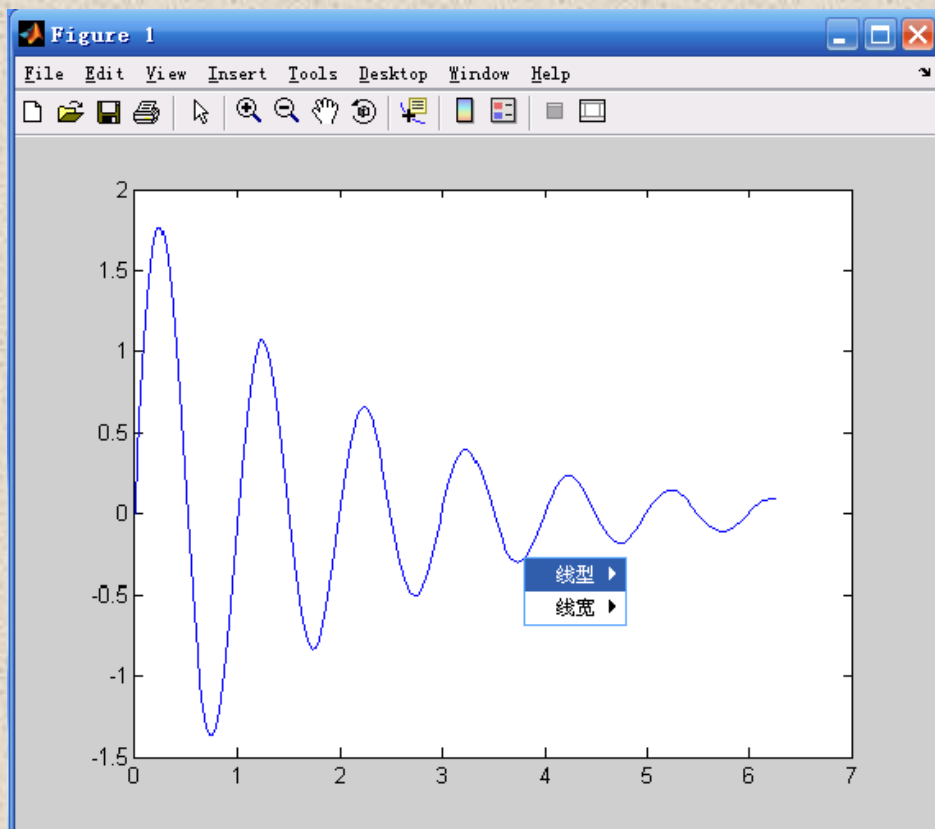 Figure 1
File Edit View Insert Tools Desktop Window Help
2
1.5
1
0.5
0
-0.5
-1
-1.5
线型
线宽
0 1 2 3 4 5 6 7